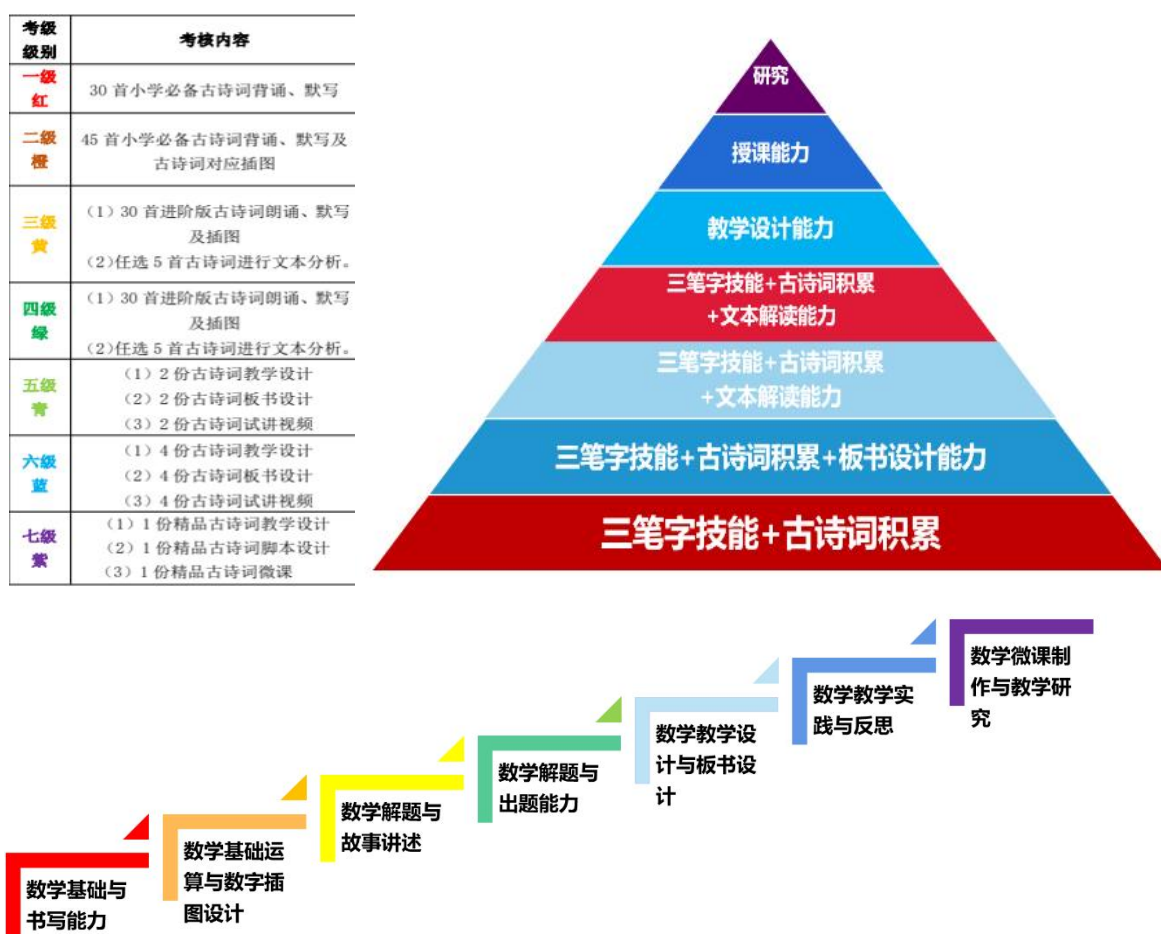 考级
级别
考核内容
一级
红
30 首小学必备古诗词背诵、默写
二级
橙
45 首小学必备古诗词背诵、默写及
古诗词对应插图
三级
黄
（1）30 首进阶版古诗词朗诵、默写
及插图
（2）任选 5 首古诗词进行文本分析。
四级
绿
（1）30 首进阶版古诗词朗诵、默写
及插图
（2）任选 5 首古诗词进行文本分析。
五级
青
（1）2 份古诗词教学设计
（2）2 份古诗词板书设计
（3）2 份古诗词试讲视频
六级
蓝
（1）4 份古诗词教学设计
（2）4 份古诗词板书设计
（3）4 份古诗词试讲视频
七级
紫
（1）1 份精品古诗词教学设计
（2）1 份精品古诗词脚本设计
（3）1 份精品古诗词微课
研究
授课能力
教学设计能力
三笔字技能+古诗词积累
+文本解读能力
三笔字技能+古诗词积累
+文本解读能力
三笔字技能+古诗词积累+板书设计能力
三笔字技能+古诗词积累
数学基础与
书写能力
数学基础运
算与数字插
图设计
数学解题与
故事讲述
数学解题与
出题能力
数学教学设
计与板书设
计
数学教学实
践与反思
数学微课制
作与教学研
究